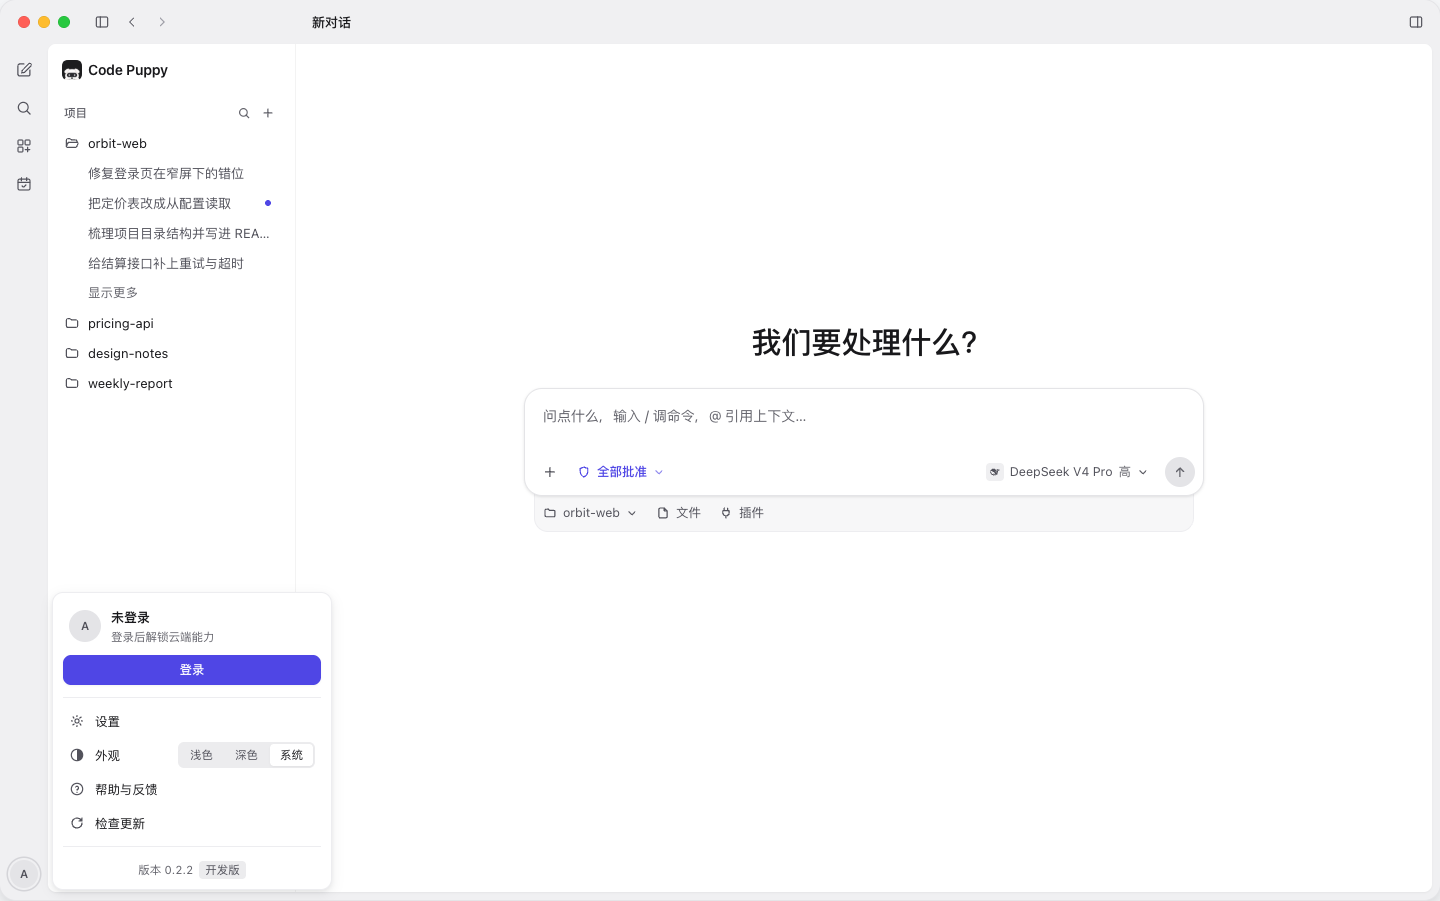 新对话
Code Puppy
项目
orbit-web
修复登录页在窄屏下的错位
把定价表改成从配置读取
梳理项目目录结构并写进 REA...
给结算接口补上重试与超时
显示更多
pricing-api
design-notes
weekly-report
我们要处理什么?
问点什么，输入 / 调命令，@ 引用上下文...
全部批准
DeepSeek V4 Pro 高
orbit-web 文件 插件
A
未登录
登录后解锁云端能力
登录
设置
外观 浅色 深色 系统
帮助与反馈
检查更新
版本 0.2.2 开发版
A